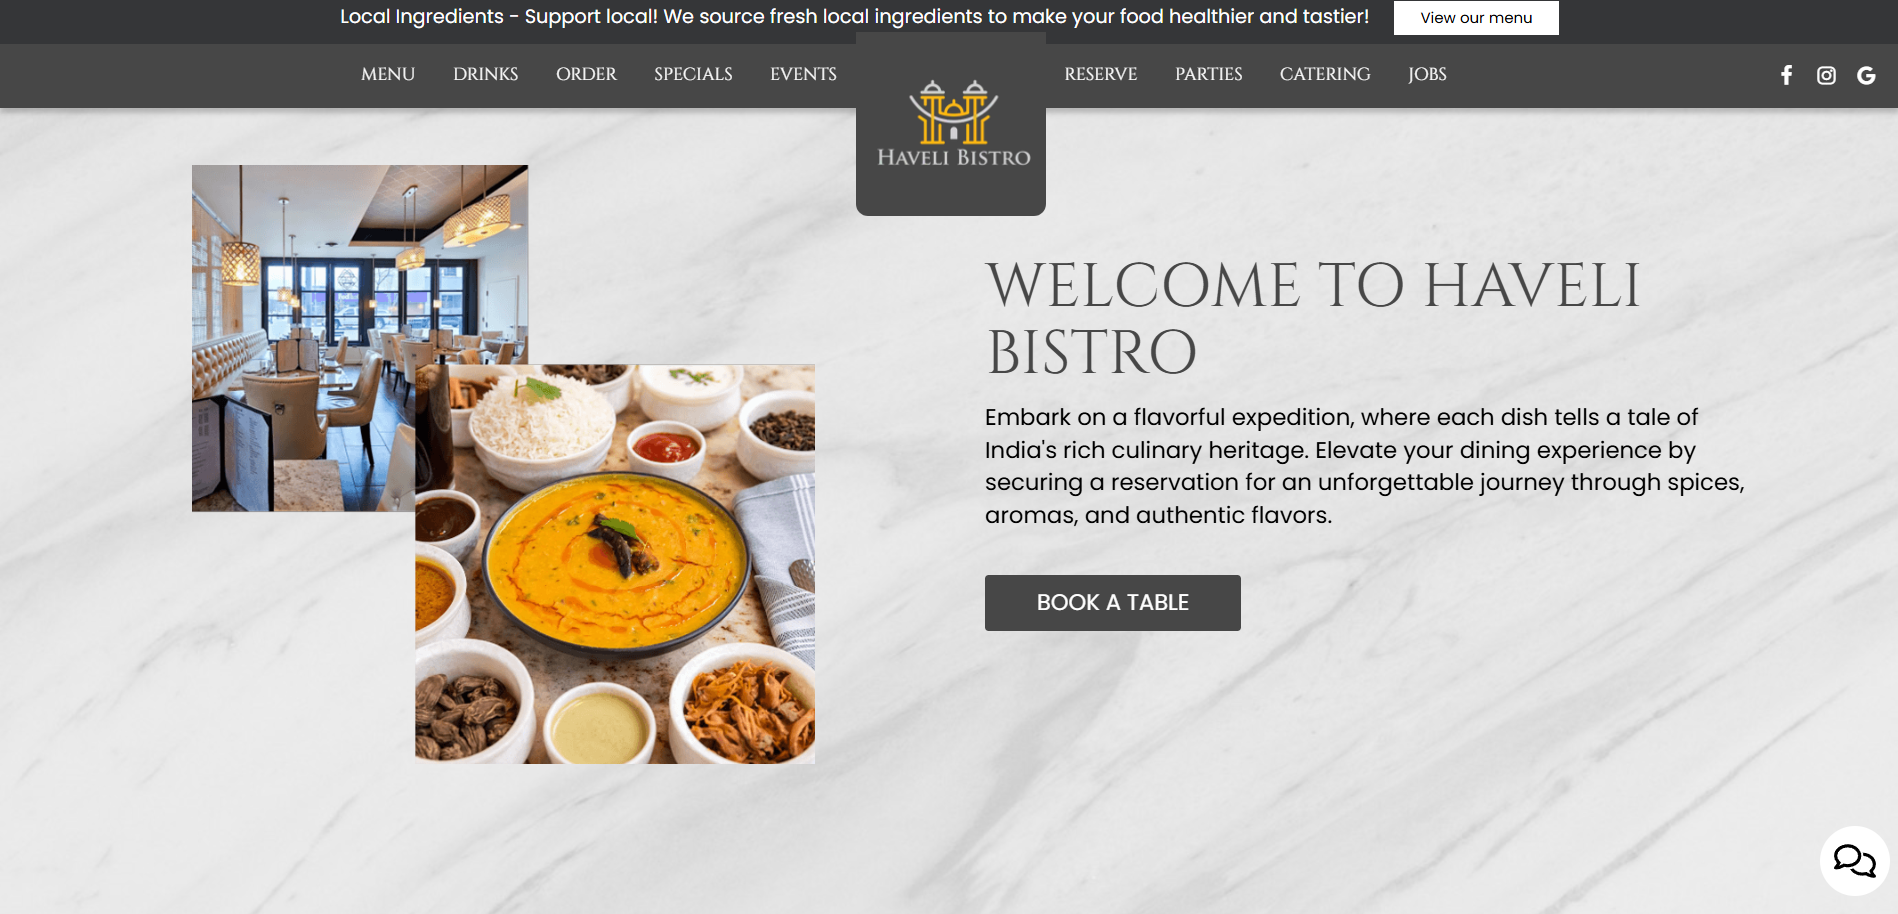 Local Ingredients - Support local! We source fresh local ingredients to make your food healthier and tastier!
View our menu
MENU
DRINKS
ORDER
SPECIALS
EVENTS
HAVELI BISTRO
RESERVE
PARTIES
CATERING
JOBS
WELCOME TO HAVELI
BISTRO
Embark on a flavorful expedition, where each dish tells a tale of
India's rich culinary heritage. Elevate your dining experience by
securing a reservation for an unforgettable journey through spices,
aromas, and authentic flavors.
BOOK A TABLE